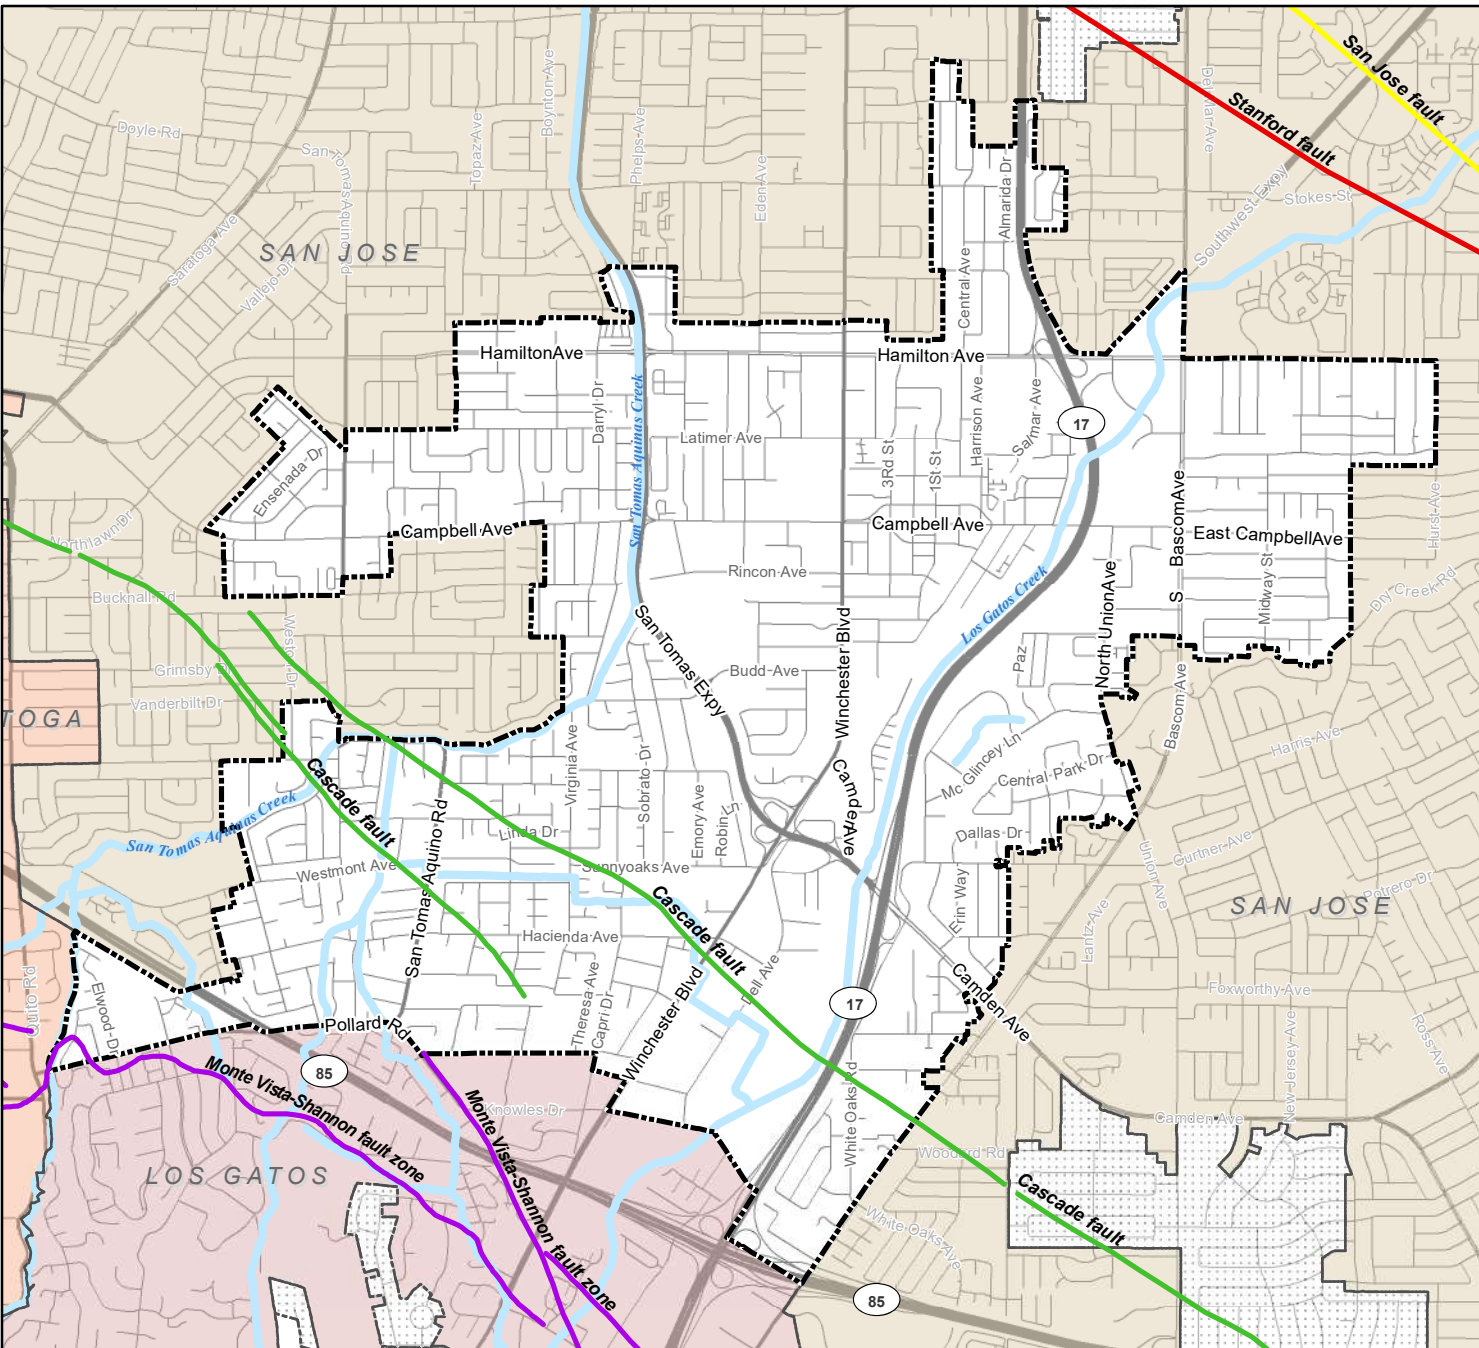 San Jose fault
Stanford fault
Del Mar Ave
Boynton Ave
Topaz Ave
Phelps Ave
Doyle Rd
San Tomas Aquino Rd
Eden Ave
Almarida Dr
Stokes St
Southwest Expy
Saratoga Ave
SAN JOSE
Vallejo Dr
Central Ave
HamiltonAve
Hamilton Ave
Darryl Dr
San Tomas Aquinas Creek
Harrison Ave
Salmar Ave
17
Latimer Ave
3Rd St
1St St
Ensenada Dr
S BascomAve
Hurst Ave
Northlawn Dr
Campbell Ave
Campbell Ave
East CampbellAve
Rincon Ave
Los Gatos Creek
North UnionAve
Midway St
Dry Creek Rd
Bucknall Rd
Weston Dr
San Tomas Expy
Winchester Blvd
Paz
Grimsby Dr
Budd Ave
Bascom Ave
Vanderbilt Dr
TOGA
Virginia Ave
Sobrato Dr
Mc Glincey Ln
Central Park Dr
Harris Ave
Cascade fault
Camden Ave
San Tomas Aquinas Creek
San Tomas Aquino Rd
Linda Dr
Emory Ave
Robin Ln
Dallas Dr
Curtner Ave
Westmont Ave
Sunnyoaks Ave
Union Ave
Potrero Dr
Cascade fault
Erin Way
Lantz Ave
SAN JOSE
Hacienda Ave
Quito Rd
Elwood Dr
Theresa Ave
Capri Dr
Winchester Blvd
Dell Ave
17
Camden Ave
Foxworthy Ave
Pollard Rd
Ross Ave
New Jersey Ave
85
Monte Vista-Shannon fault zone
Monte Vista-Shannon fault zone
Knowles Dr
White Oaks Rd
Camden Ave
Woodard Rd
LOS GATOS
Cascade fault
White Oaks Ave
85